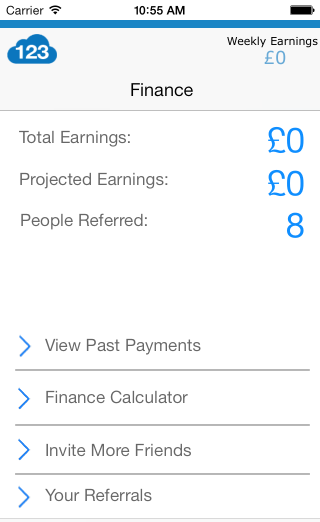 Carrier 10:55 AM
123
Weekly Earnings
£0
Finance
Total Earnings: £0
Projected Earnings: £0
People Referred: 8
View Past Payments
Finance Calculator
Invite More Friends
Your Referrals